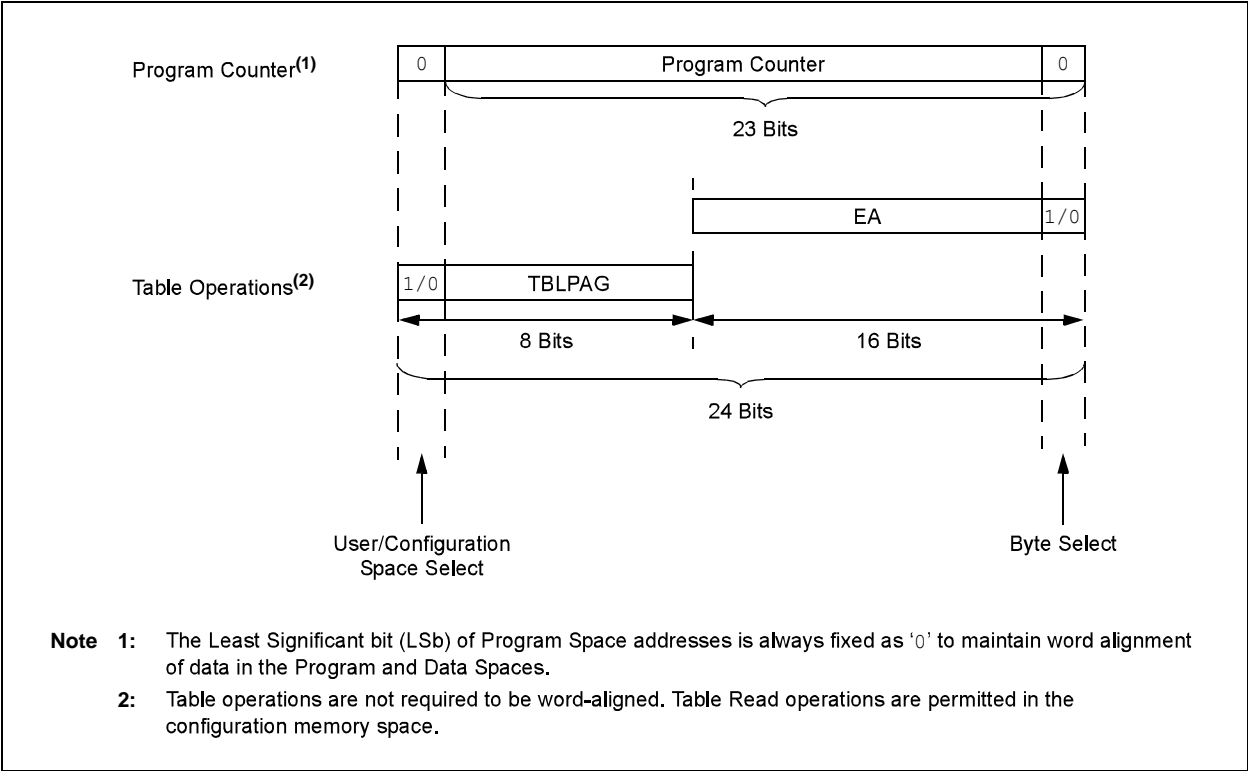 Program Counter(1)
0
Program Counter
0
23 Bits
EA
1/0
Table Operations(2)
1/0
TBLPAG
8 Bits
16 Bits
24 Bits
User/Configuration
Space Select
Byte Select
Note 1: The Least Significant bit (LSb) of Program Space addresses is always fixed as ‘0’ to maintain word alignment
of data in the Program and Data Spaces.
2: Table operations are not required to be word-aligned. Table Read operations are permitted in the
configuration memory space.